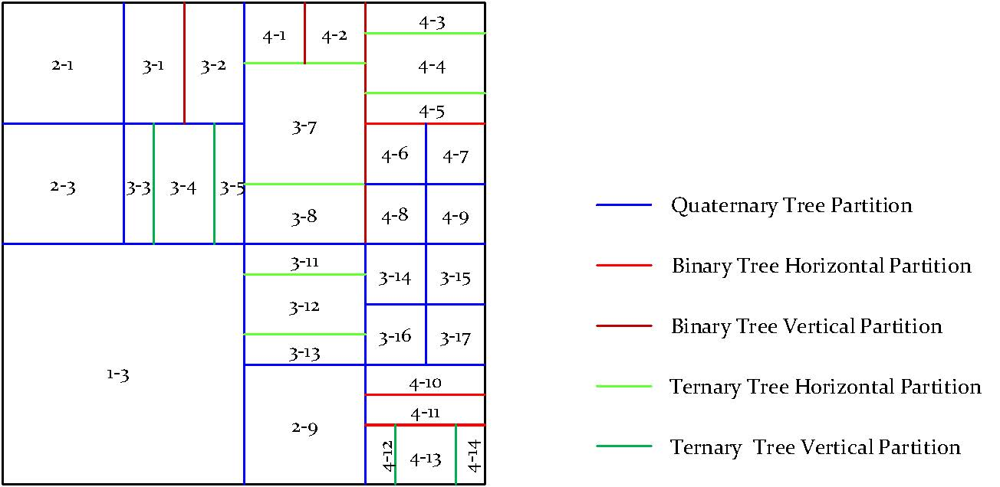 4-1 4-2 4-3
2-1 3-1 3-2 4-4
4-5
3-7
4-6 4-7
2-3 3-3 3-4 3-5
3-8 4-8 4-9
3-11
3-14 3-15
3-12
3-16 3-17
3-13
1-3
4-10
4-11
2-9
4-12 4-13 4-14
Quaternary Tree Partition
Binary Tree Horizontal Partition
Binary Tree Vertical Partition
Ternary Tree Horizontal Partition
Ternary Tree Vertical Partition